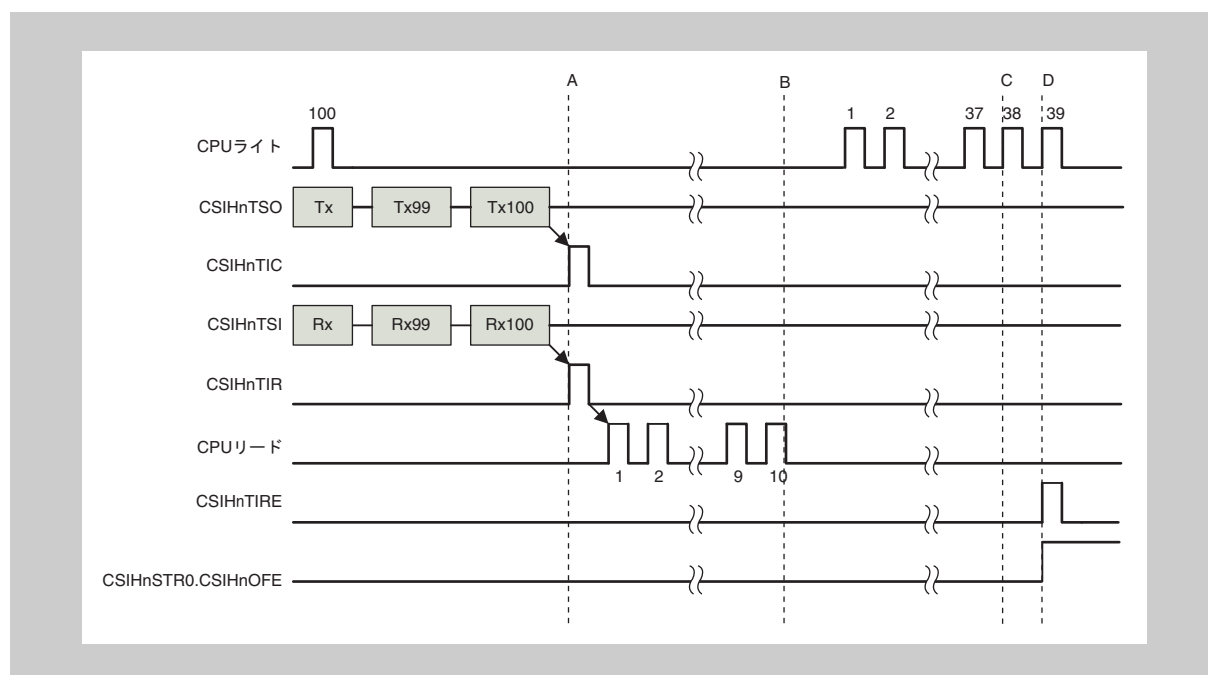 A B C D
100 1 2 37 38 39
CPUライト
CSIHnTSO Tx Tx99 Tx100
CSIHnTIC
CSIHnTSI Rx Rx99 Rx100
CSIHnTIR
CPUリード
1 2 9 10
CSIHnTIRE
CSIHnSTR0.CSIHnOFE